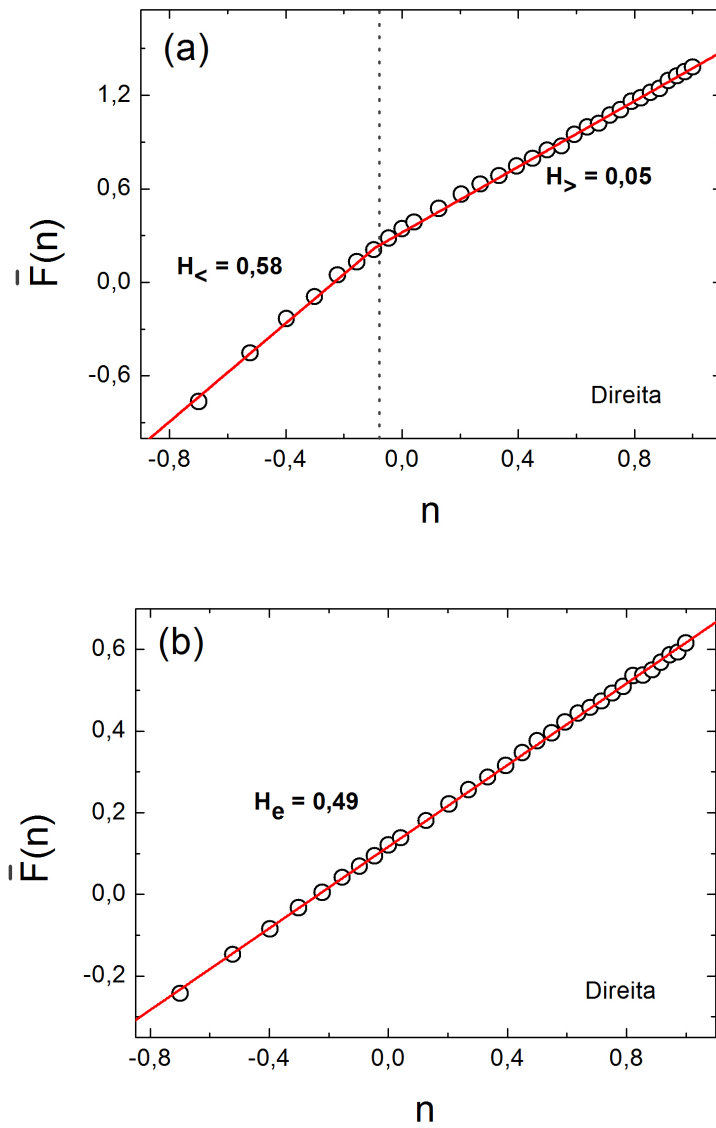 (a)
1,2
0,6
0,0
-0,6
F̄(n)
H< = 0,58
H> = 0,05
Direita
-0,8 -0,4 0,0 0,4 0,8
n
(b)
0,6
0,4
0,2
0,0
-0,2
F̄(n)
He = 0,49
Direita
-0,8 -0,4 0,0 0,4 0,8
n